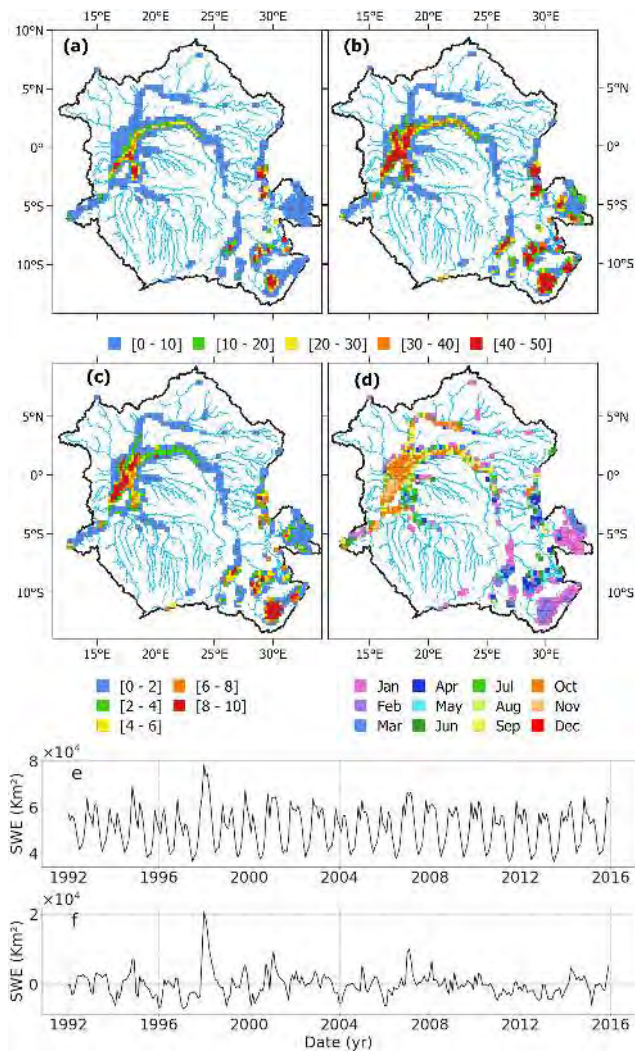 15°E 20°E 25°E 30°E 15°E 20°E 25°E 30°E
10°N (a) (b) 10°N
5°N 5°N
0° 0°
5°S 5°S
10°S 10°S
[0 - 10] [10 - 20] [20 - 30] [30 - 40] [40 - 50]
(c) (d)
5°N 5°N
0° 0°
5°S 5°S
10°S 10°S
15°E 20°E 25°E 30°E 15°E 20°E 25°E 30°E
[0 - 2] [6 - 8] Jan Apr Jul Oct
[2 - 4] [8 - 10] Feb May Aug Nov
[4 - 6] Mar Jun Sep Dec
×10⁴
8 e
SWE (Km²)
6
4
1992 1996 2000 2004 2008 2012 2016
×10⁴
2 f
SWE (Km²)
0
1992 1996 2000 2004 2008 2012 2016
Date (yr)